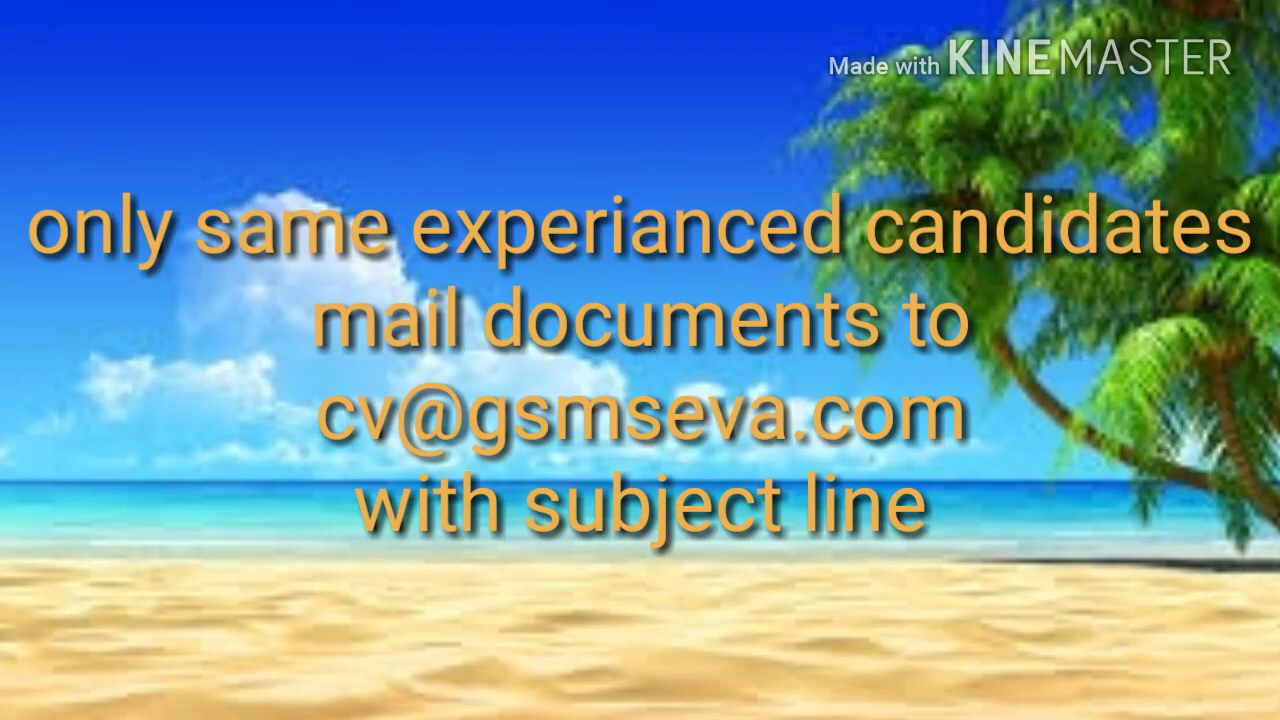 Made with KINEMASTER
only same experianced candidates
mail documents to
cv@gsmseva.com
with subject line